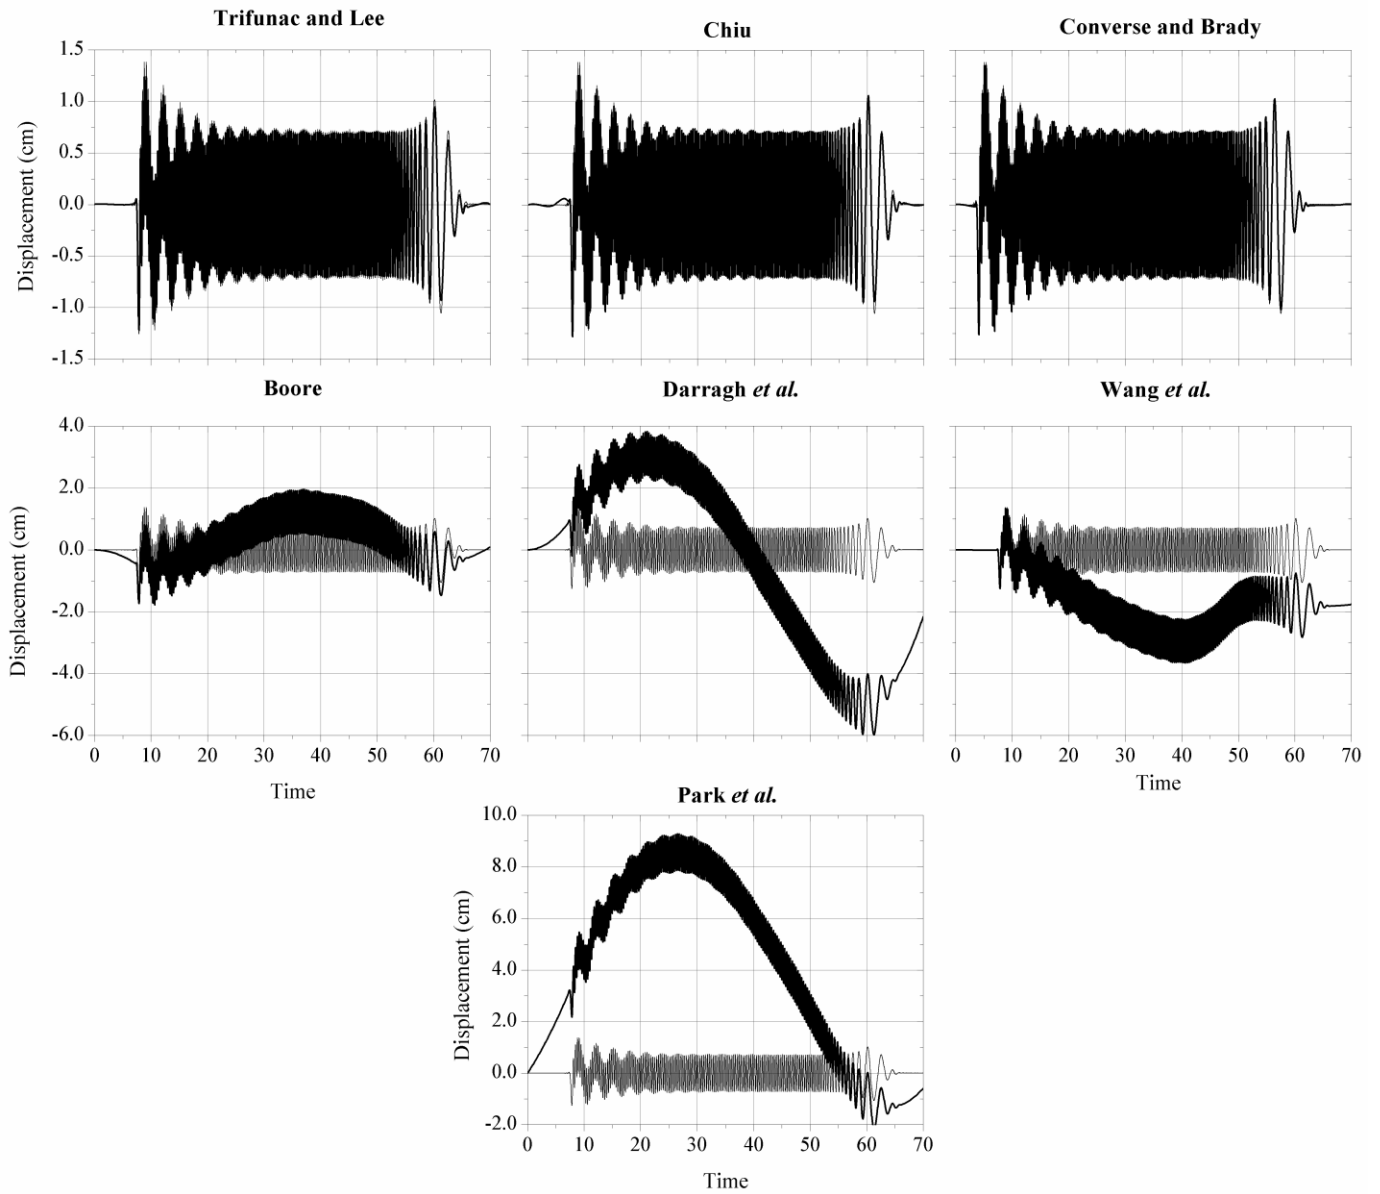 Trifunac and Lee
Chiu
Converse and Brady
Displacement (cm)
1.5
1.0
0.5
0.0
-0.5
-1.0
-1.5
Boore
Darragh et al.
Wang et al.
Displacement (cm)
4.0
2.0
0.0
-2.0
-4.0
-6.0
0 10 20 30 40 50 60 70
0 10 20 30 40 50 60 70
Time
Time
Park et al.
Displacement (cm)
10.0
8.0
6.0
4.0
2.0
0.0
-2.0
0 10 20 30 40 50 60 70
Time